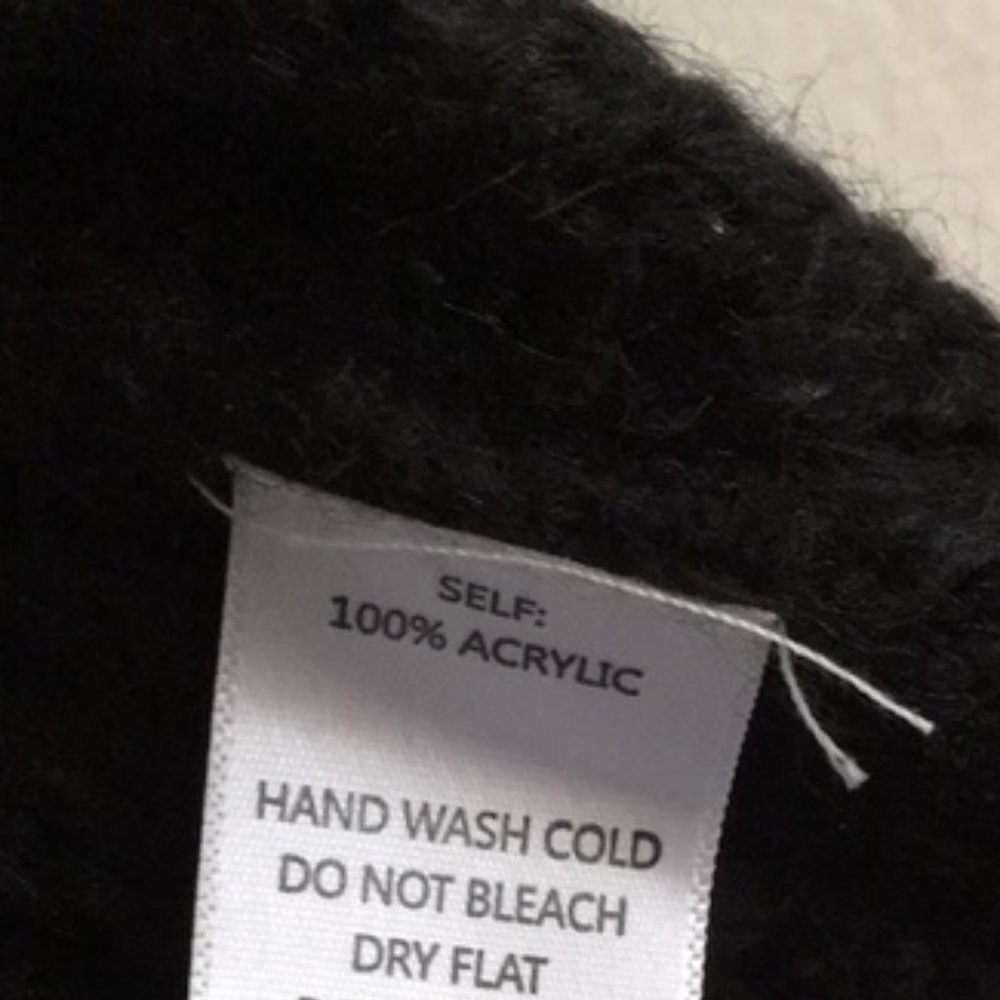 SELF:
100% ACRYLIC
HAND WASH COLD
DO NOT BLEACH
DRY FLAT